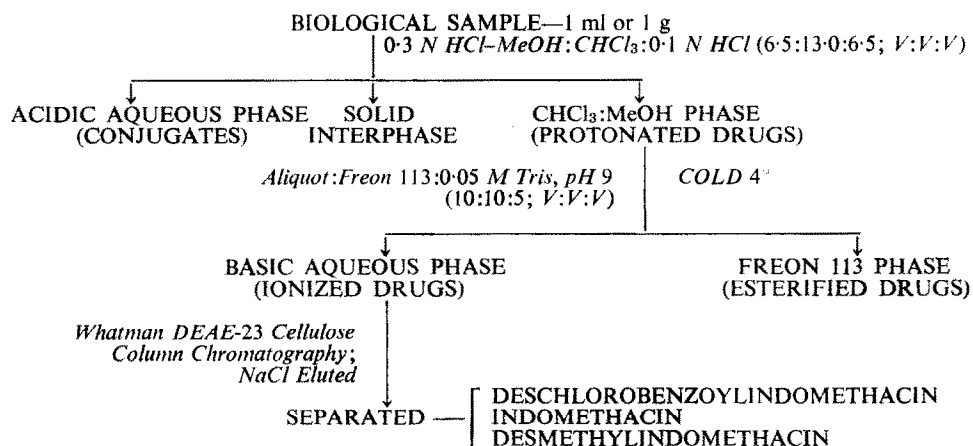 BIOLOGICAL SAMPLE—1 ml or 1 g
0·3 N HCl–MeOH:CHCl₃:0·1 N HCl (6·5:13·0:6·5; V:V:V)
ACIDIC AQUEOUS PHASE
(CONJUGATES)
SOLID
INTERPHASE
CHCl₃:MeOH PHASE
(PROTONATED DRUGS)
Aliquot:Freon 113:0·05 M Tris, pH 9
(10:10:5; V:V:V)
COLD 4°
BASIC AQUEOUS PHASE
(IONIZED DRUGS)
FREON 113 PHASE
(ESTERIFIED DRUGS)
Whatman DEAE-23 Cellulose
Column Chromatography;
NaCl Eluted
SEPARATED
DESCHLOROBENZOYLINDOMETHACIN
INDOMETHACIN
DESMETHYLINDOMETHACIN